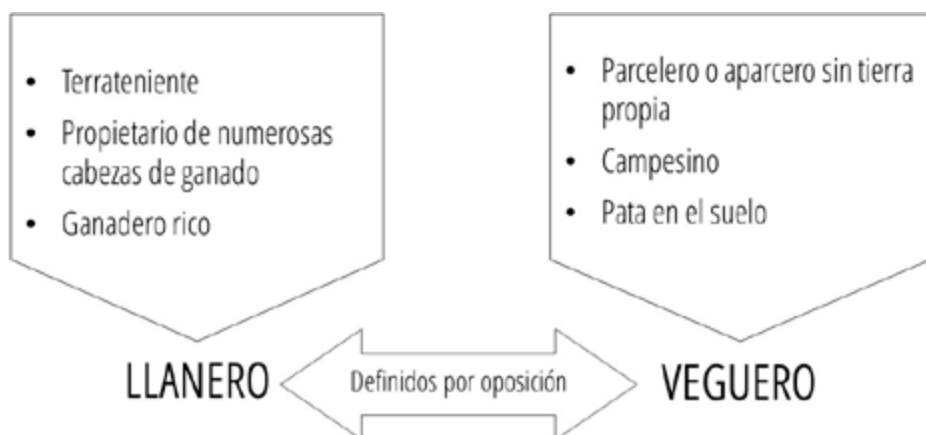 • Terrateniente
• Propietario de numerosas
cabezas de ganado
• Ganadero rico
• Parcelero o aparcero sin tierra
propia
• Campesino
• Pata en el suelo
LLANERO
Definidos por oposición
VEGUERO